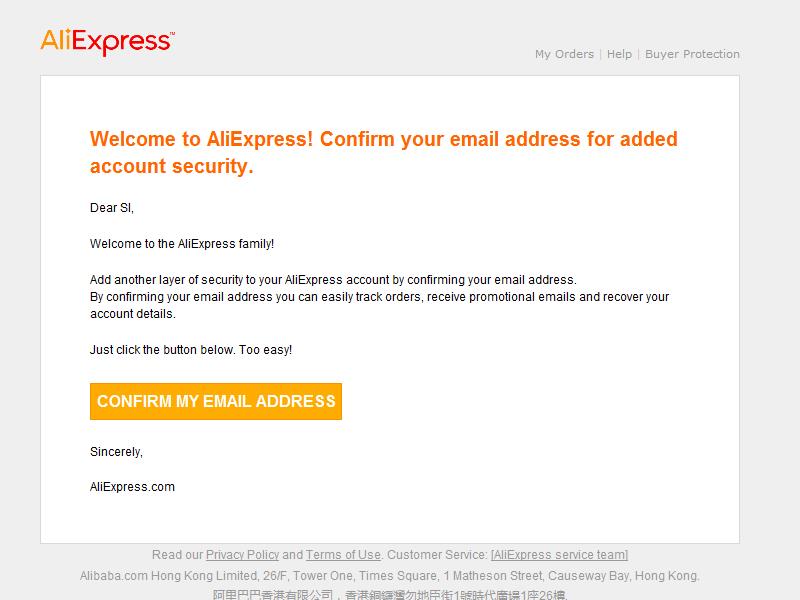 AliExpress™
My Orders | Help | Buyer Protection
Welcome to AliExpress! Confirm your email address for added
account security.
Dear SI,
Welcome to the AliExpress family!
Add another layer of security to your AliExpress account by confirming your email address.
By confirming your email address you can easily track orders, receive promotional emails and recover your
account details.
Just click the button below. Too easy!
CONFIRM MY EMAIL ADDRESS
Sincerely,
AliExpress.com
Read our Privacy Policy and Terms of Use. Customer Service: [AliExpress service team]
Alibaba.com Hong Kong Limited, 26/F, Tower One, Times Square, 1 Matheson Street, Causeway Bay, Hong Kong.
阿里巴巴香港有限公司，香港銅鑼灣勿地臣街1號時代廣場1座26樓.